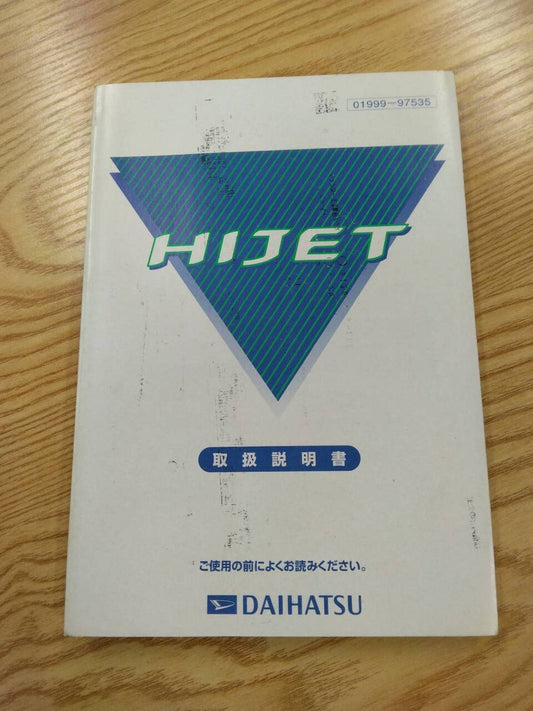 01999-97535
HIJET
取扱説明書
ご使用の前によくお読みください。
DAIHATSU